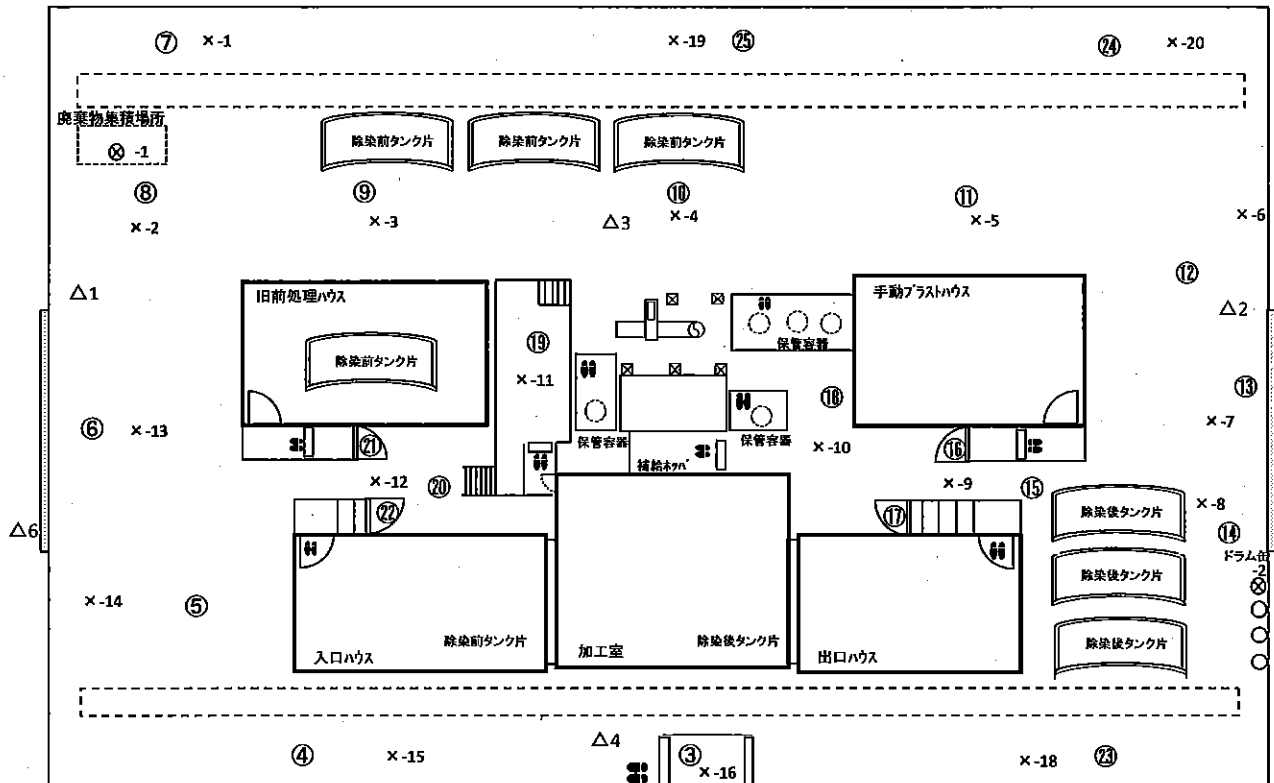 ⑦ ×-1 ×-19 ㉕ ㉔ ×-20
廃棄物集積場所
⊗ -1
除染前タンク片 除染前タンク片 除染前タンク片
⑧ ⑨ ⑩ ⑪
×-2 ×-3 △3 ×-4 ×-5 ×-6
⑫
△1 旧前処理ハウス 手動ブラストハウス △2
保管容器
⑲
除染前タンク片
×-11
⑬
⑱
×-7
⑥ ×-13 ㉑ 保管容器 保管容器 ×-10 ⑯
補給ホッパ
×-12 ⑳ ×-9 ⑮
△6 ㉒ ⑰ 除染後タンク片 ×-8
⑭
ドラム缶
-2
除染後タンク片
×-14 ⑤
除染前タンク片 除染後タンク片 除染後タンク片
入口ハウス 加工室 出口ハウス
④ ×-15 △4 ③ ×-16 ×-18 ㉓